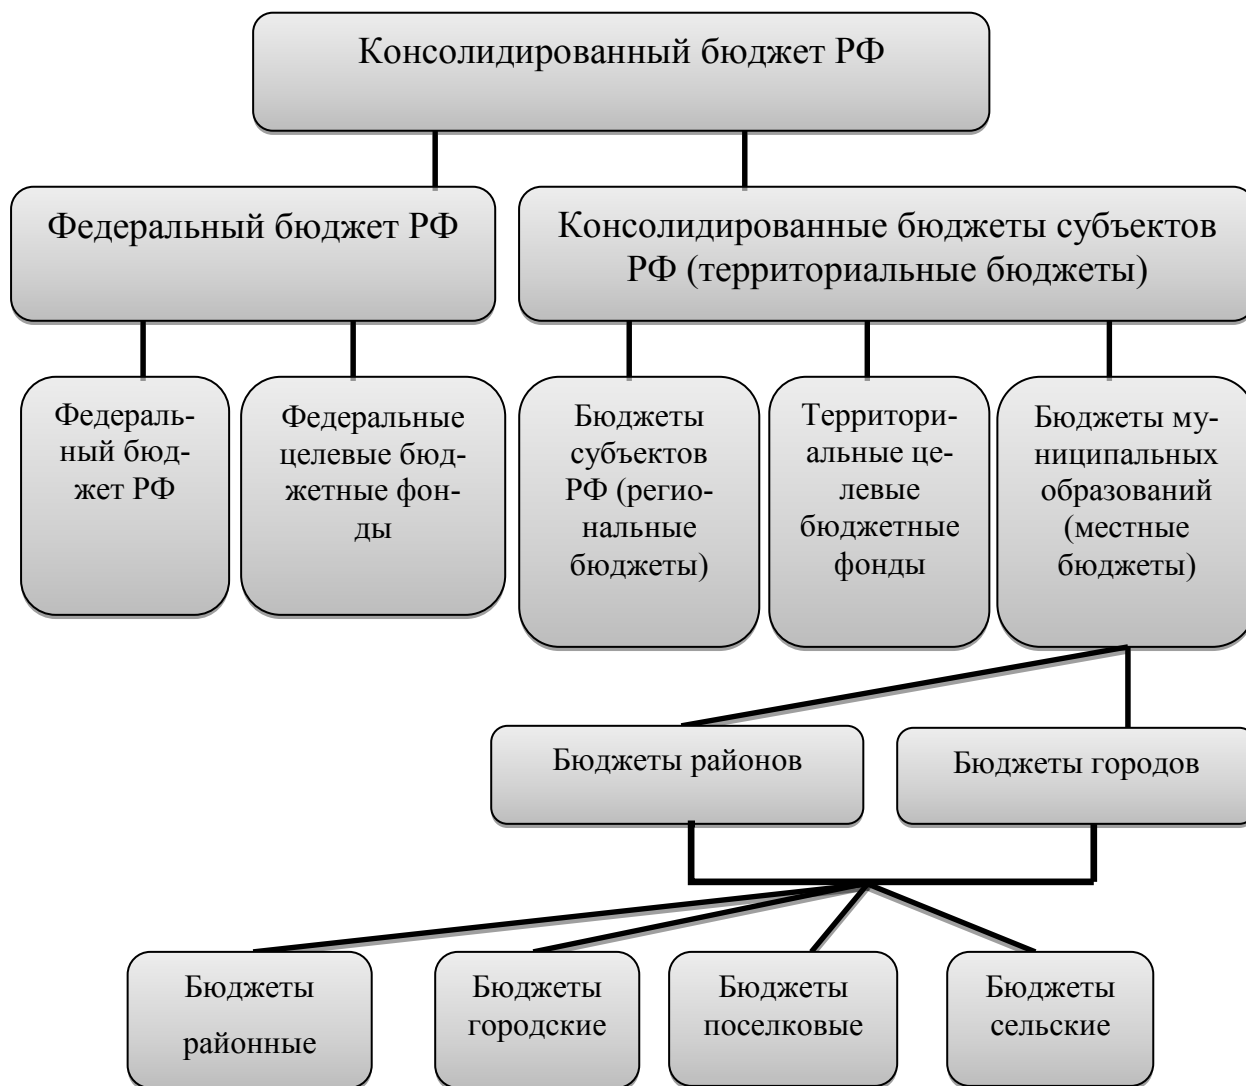 Консолидированный бюджет РФ
Федеральный бюджет РФ
Консолидированные бюджеты субъектов
РФ (территориальные бюджеты)
Федераль-
ный бюд-
жет РФ
Федеральные
целевые бюд-
жетные фон-
ды
Бюджеты
субъектов
РФ (регио-
нальные
бюджеты)
Территори-
альные це-
левые
бюджетные
фонды
Бюджеты му-
ниципальных
образований
(местные
бюджеты)
Бюджеты районов
Бюджеты городов
Бюджеты
районные
Бюджеты
городские
Бюджеты
поселковые
Бюджеты
сельские